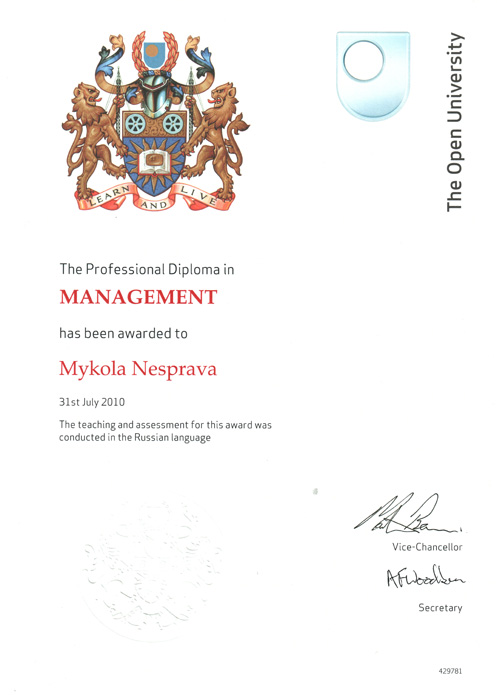 LEARN AND LIVE
The Open University
The Professional Diploma in
MANAGEMENT
has been awarded to
Mykola Nesprava
31st July 2010
The teaching and assessment for this award was
conducted in the Russian language
Vice-Chancellor
Secretary
429781